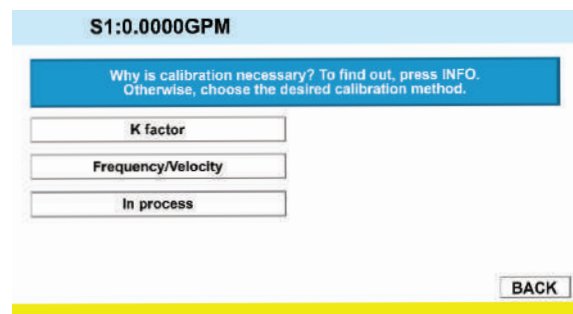 S1:0.0000GPM
Why is calibration necessary? To find out, press INFO.
Otherwise, choose the desired calibration method.
K factor
Frequency/Velocity
In process
BACK